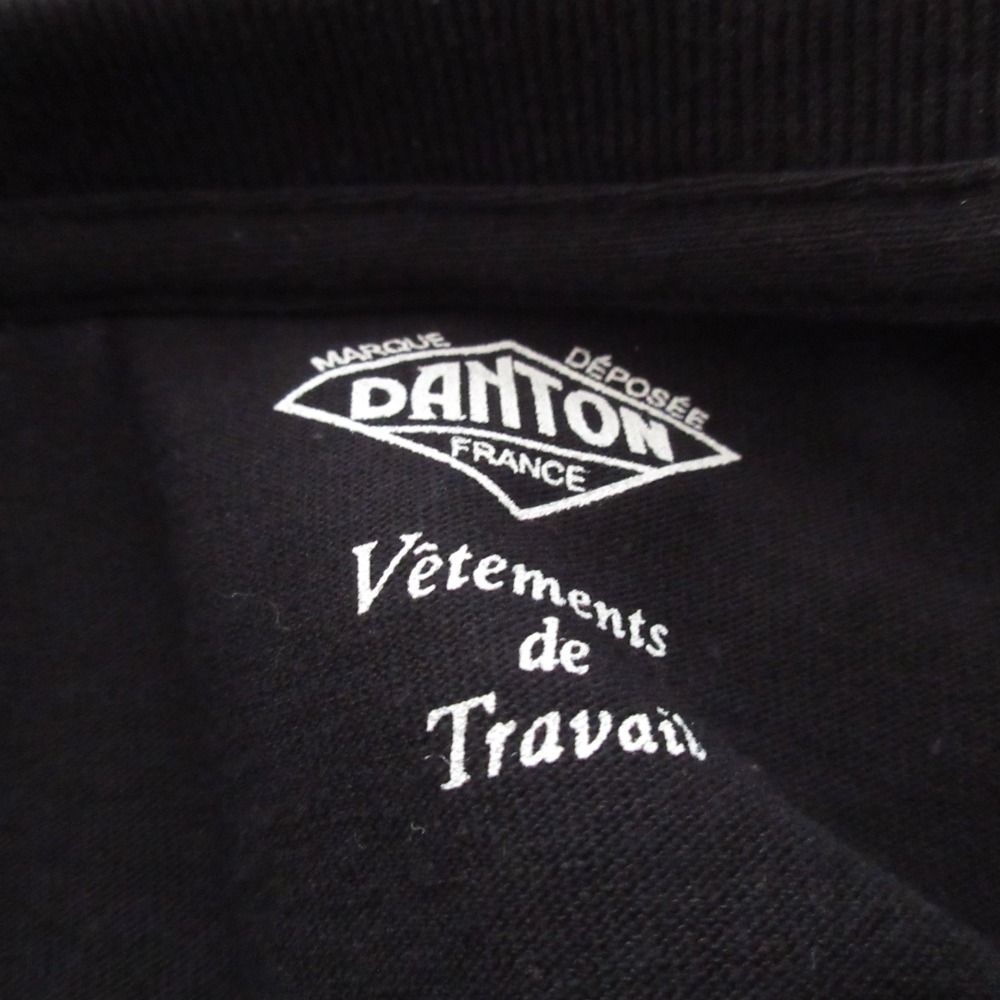 MARQUE DÉPOSÉE
DANTON
FRANCE
Vêtements
de
Travail